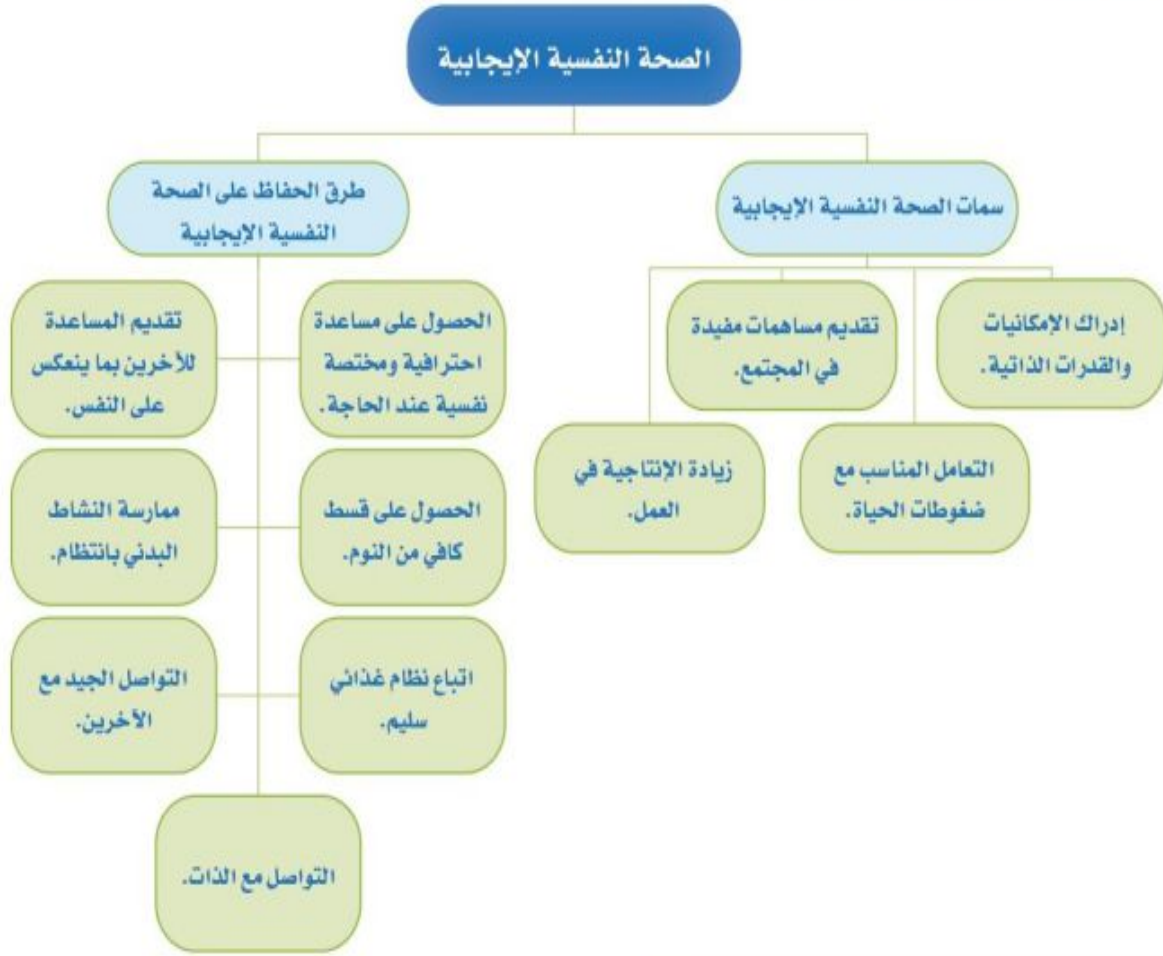 الصحة النفسية الإيجابية
سمات الصحة النفسية الإيجابية
إدراك الإمكانيات
والقدرات الذاتية.
تقديم مساهمات مفيدة
في المجتمع.
التعامل المناسب مع
ضغوطات الحياة.
زيادة الإنتاجية في
العمل.
طرق الحفاظ على الصحة
النفسية الإيجابية
الحصول على مساعدة
احترافية ومختصة
نفسية عند الحاجة.
تقديم المساعدة
للآخرين بما ينعكس
على النفس.
الحصول على قسط
كافي من النوم.
ممارسة النشاط
البدني بانتظام.
اتباع نظام غذائي
سليم.
التواصل الجيد مع
الآخرين.
التواصل مع الذات.